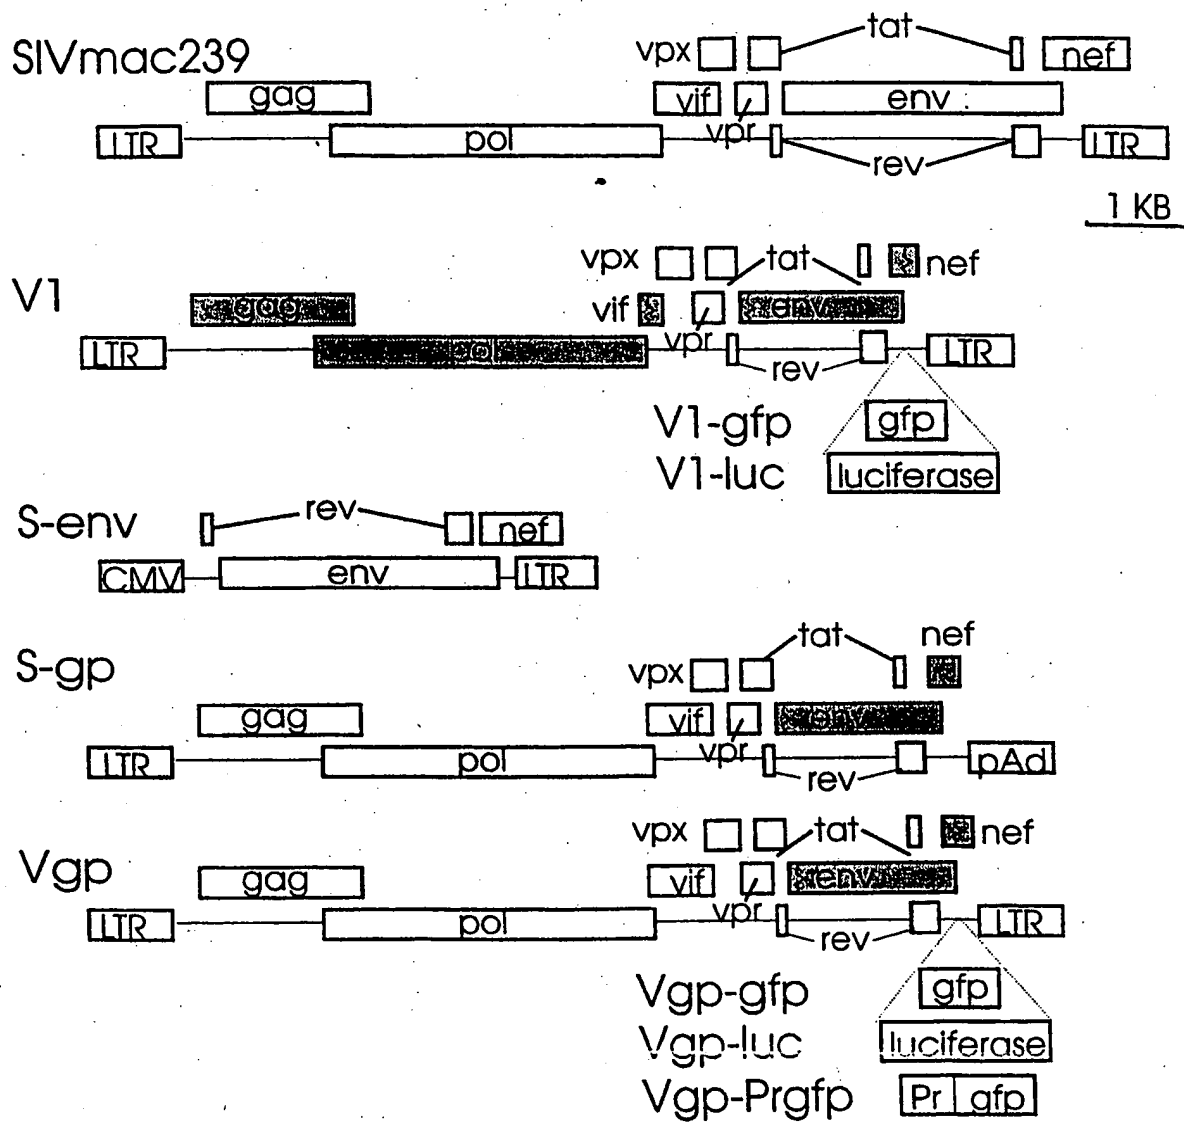 SIVmac239
vpx tat nef
gag vif env
LTR pol vpr rev LTR
1 KB
V1
vpx tat nef
gag vif env
LTR pol vpr rev LTR
V1-gfp gfp
V1-luc luciferase
S-env
rev nef
CMV env LTR
S-gp
vpx tat nef
gag vif env
LTR pol vpr rev pAd
Vgp
vpx tat nef
gag vif env
LTR pol vpr rev LTR
Vgp-gfp gfp
Vgp-luc luciferase
Vgp-Prgfp Pr gfp